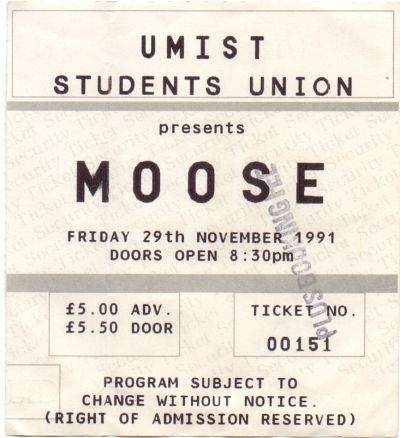 UMIST
STUDENTS UNION
presents
MOOSE
FRIDAY 29th NOVEMBER 1991
DOORS OPEN 8:30pm
PLUS BOOKING FEE
£5.00 ADV.
£5.50 DOOR
TICKET NO.
00151
PROGRAM SUBJECT TO
CHANGE WITHOUT NOTICE.
(RIGHT OF ADMISSION RESERVED)